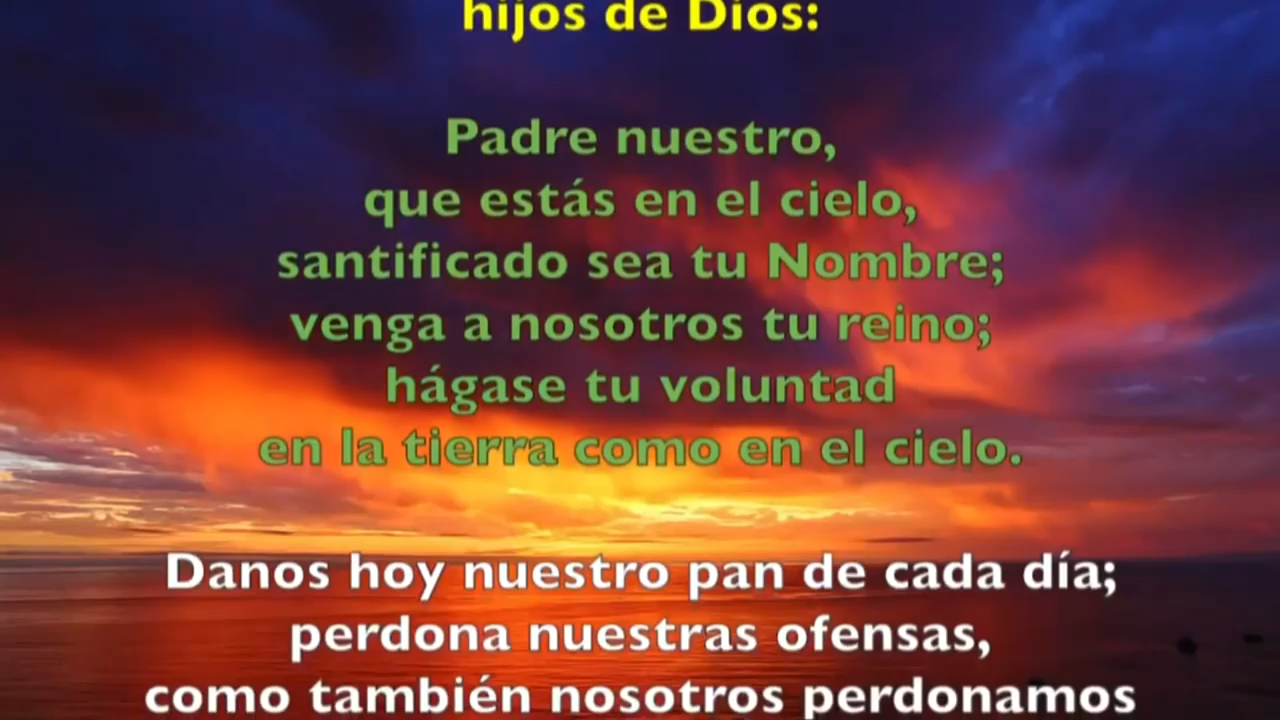 hijos de Dios:
Padre nuestro,
que estás en el cielo,
santificado sea tu Nombre;
venga a nosotros tu reino;
hágase tu voluntad
en la tierra como en el cielo.
Danos hoy nuestro pan de cada día;
perdona nuestras ofensas,
como también nosotros perdonamos